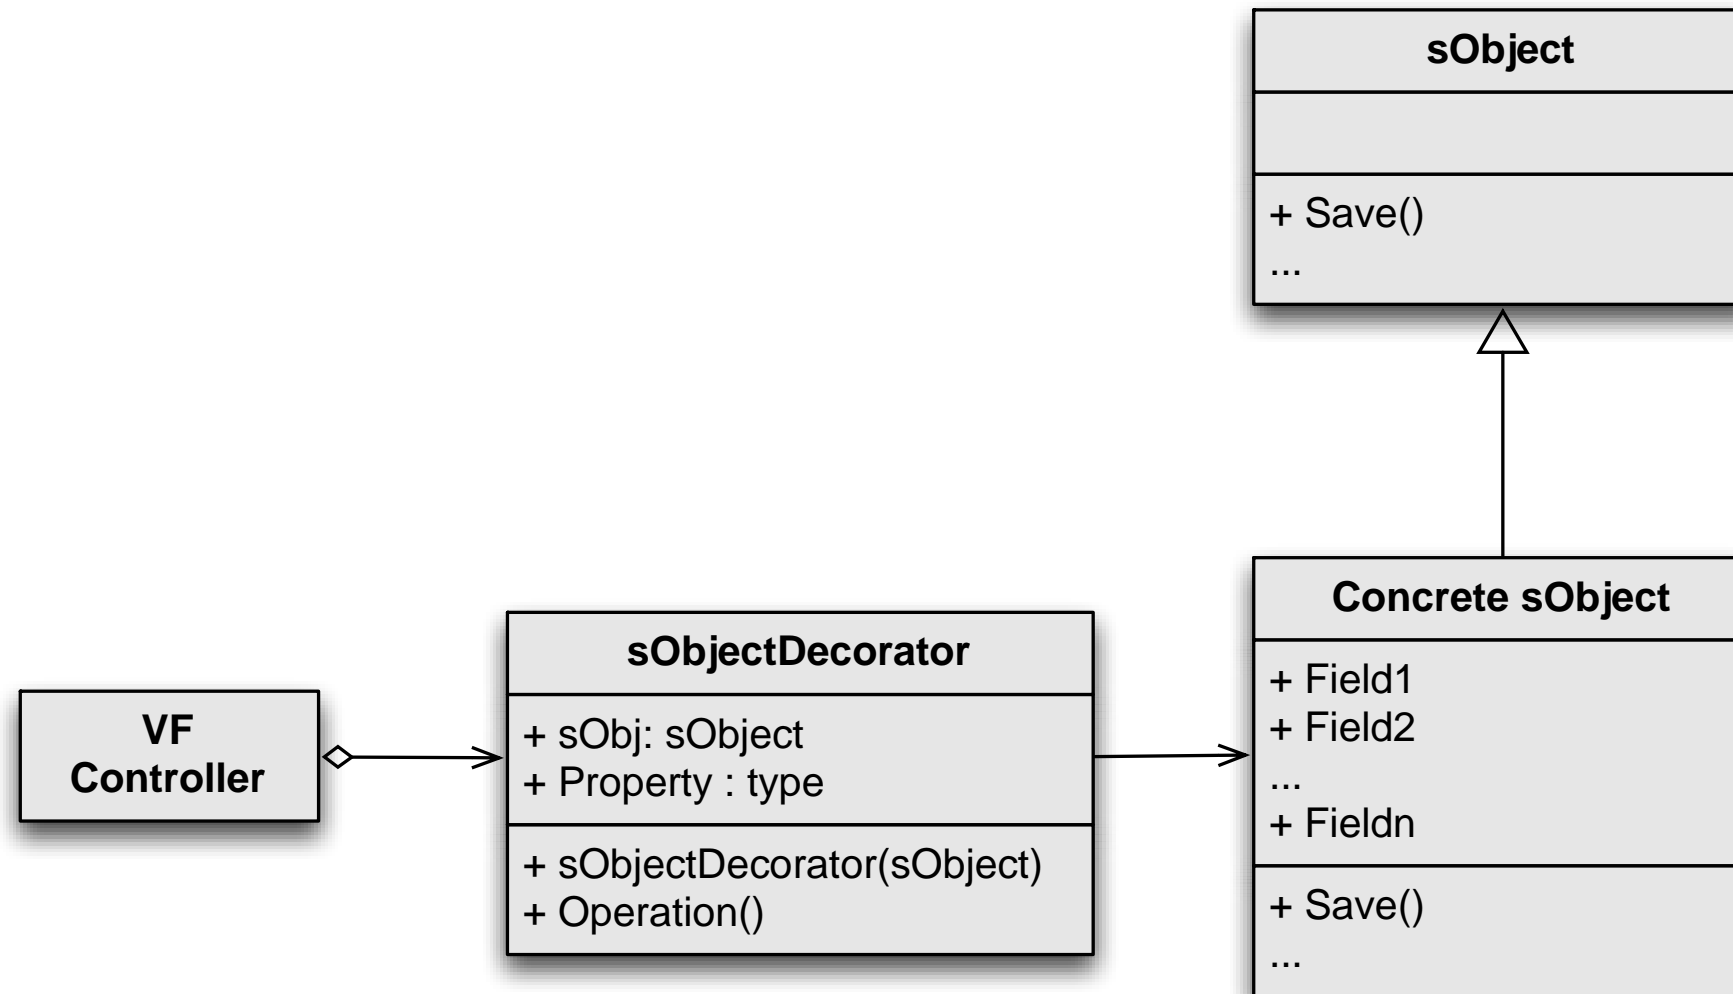 sObject
+ Save()
...
VF
Controller
sObjectDecorator
+ sObj: sObject
+ Property : type
+ sObjectDecorator(sObject)
+ Operation()
Concrete sObject
+ Field1
+ Field2
...
+ Fieldn
+ Save()
...